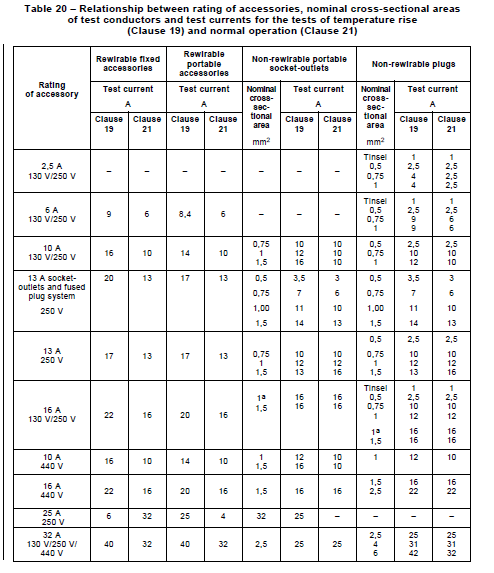 Table 20 – Relationship between rating of accessories, nominal cross-sectional areas
of test conductors and test currents for the tests of temperature rise
(Clause 19) and normal operation (Clause 21)
Rating
of accessory
Rewirable fixed
accessories
Rewirable
portable
accessories
Non-rewirable portable
socket-outlets
Non-rewirable plugs
Test current
A
Test current
A
Nominal
cross-
sec-
tional
area
mm²
Test current
A
Nominal
cross-
sec-
tional
area
mm²
Test current
A
Clause 19 Clause 21 Clause 19 Clause 21 Clause 19 Clause 21 Clause 19 Clause 21
2,5 A
130 V/250 V
– – – – – – –
Tinsel 1 1
0,5 2,5 2,5
0,75 4 2,5
1 4 2,5
6 A
130 V/250 V
9 6 8,4 6 – – –
Tinsel 1 1
0,5 2,5 2,5
0,75 9 6
1 9 6
10 A
130 V/250 V
16 10 14 10
0,75 10 10 0,5 2,5 2,5
1 12 10 0,75 10 10
1,5 16 10 1 12 10
13 A socket-
outlets and fused
plug system
250 V
20 13 17 13
0,5 3,5 3 0,5 3,5 3
0,75 7 6 0,75 7 6
1,00 11 10 1,00 11 10
1,5 14 13 1,5 14 13
13 A
250 V
17 13 17 13
0,5 2,5 2,5
0,75 10 10 0,75 10 10
1 12 12 1 12 12
1,5 13 16 1,5 13 16
16 A
130 V/250 V
22 16 20 16
1ᵃ 16 16
1,5 16 16
Tinsel 1 1
0,5 2,5 2,5
0,75 10 10
1 12 12
1ᵃ 16 16
1,5 16 16
10 A
440 V
16 10 14 10
1 12 10 1 12 10
1,5 16 10
16 A
440 V
22 16 20 16 1,5 16 16
1,5 16 16
2,5 22 22
25 A
250 V
6 32 25 4 32 25 – – – –
32 A
130 V/250 V/
440 V
40 32 40 32 2,5 25 25
2,5 25 25
4 31 31
6 42 32